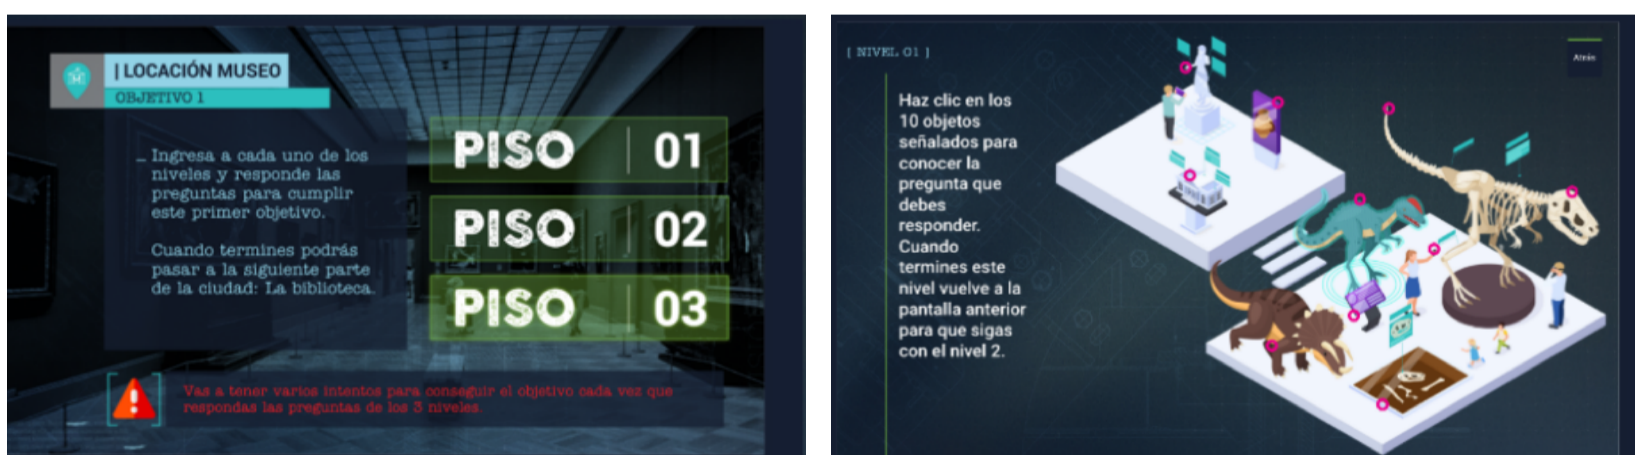 | LOCACIÓN MUSEO
OBJETIVO 1
_ Ingresa a cada uno de los
niveles y responde las
preguntas para cumplir
este primer objetivo.
Cuando termines podrás
pasar a la siguiente parte
de la ciudad: La biblioteca.
PISO | 01
PISO | 02
PISO | 03
Vas a tener varios intentos para conseguir el objetivo cada vez que
respondas las preguntas de los 3 niveles.
[ NIVEL 01 ]
Atrás
Haz clic en los
10 objetos
señalados para
conocer la
pregunta que
debes
responder.
Cuando
termines este
nivel vuelve a la
pantalla anterior
para que sigas
con el nivel 2.